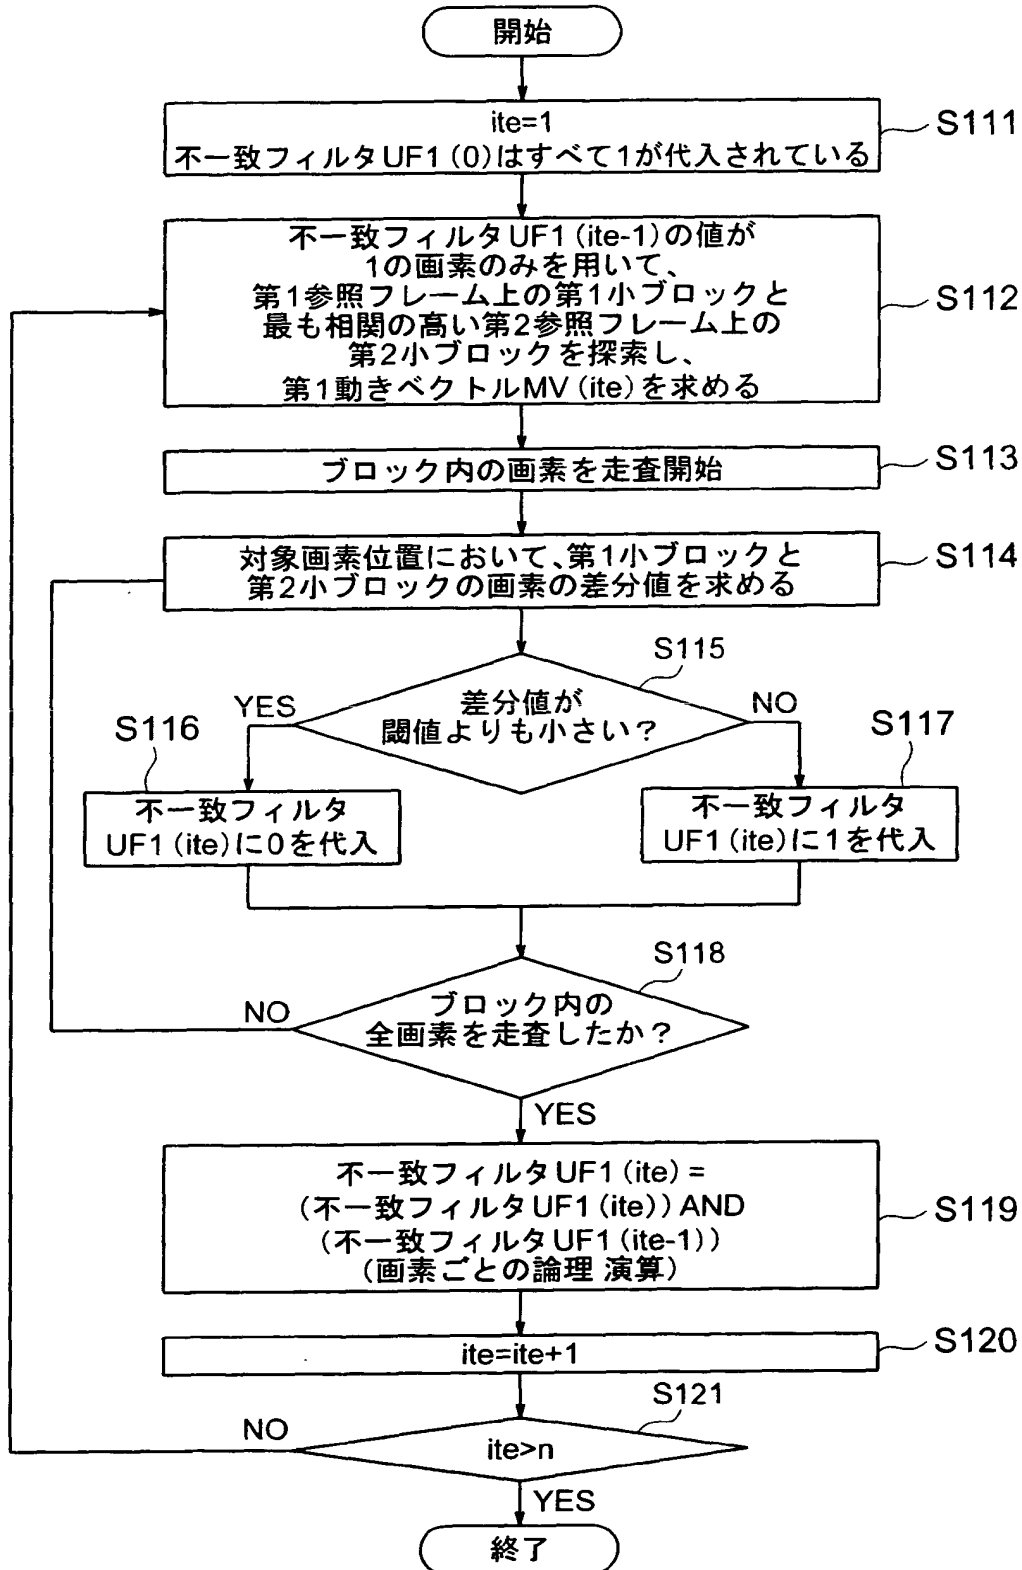 開始
ite=1
不一致フィルタUF1(0)はすべて1が代入されている
S111
不一致フィルタUF1(ite-1)の値が
1の画素のみを用いて、
第1参照フレーム上の第1小ブロックと
最も相関の高い第2参照フレーム上の
第2小ブロックを探索し、
第1動きベクトルMV(ite)を求める
S112
ブロック内の画素を走査開始
S113
対象画素位置において、第1小ブロックと
第2小ブロックの画素の差分値を求める
S114
S115
差分値が
閾値よりも小さい?
YES
NO
S116
不一致フィルタ
UF1(ite)に0を代入
S117
不一致フィルタ
UF1(ite)に1を代入
S118
ブロック内の
全画素を走査したか?
NO
YES
不一致フィルタUF1(ite)=
(不一致フィルタUF1(ite))AND
(不一致フィルタUF1(ite-1))
(画素ごとの論理 演算)
S119
ite=ite+1
S120
S121
ite>n
NO
YES
終了